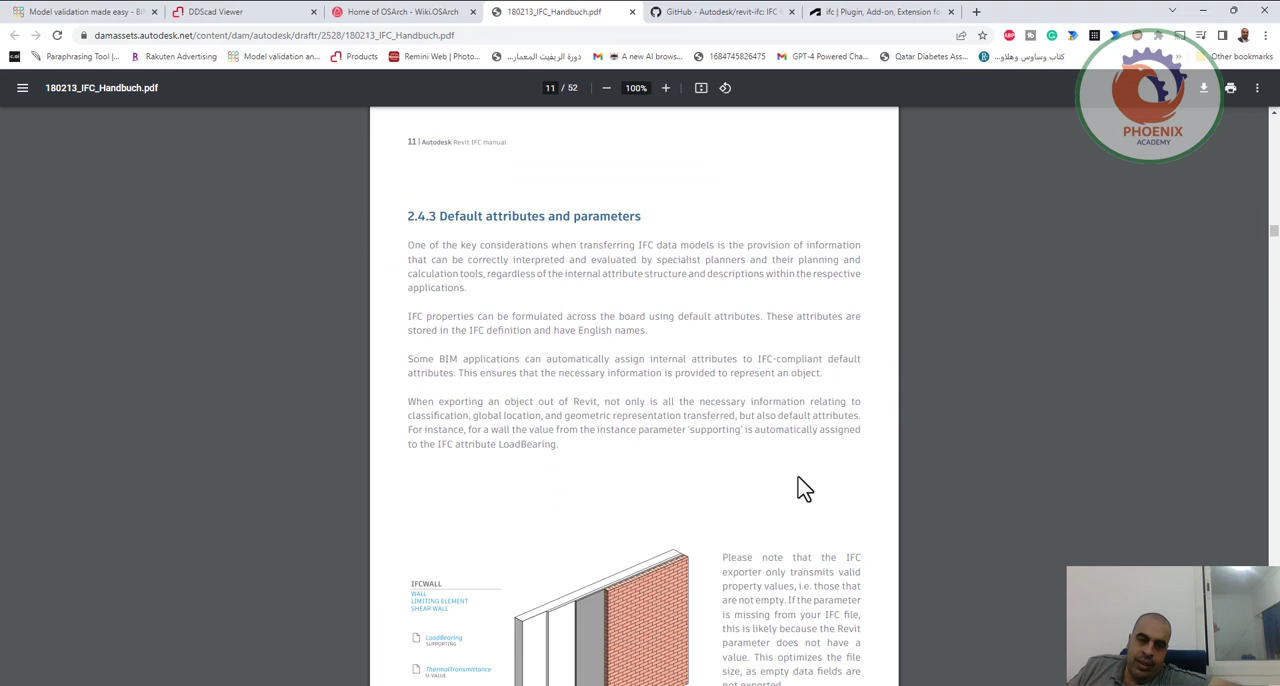 Model validation made easy - BI
DDScad Viewer
Home of OSArch - Wiki.OSArch
180213_IFC_Handbuch.pdf
GitHub - Autodesk/revit-ifc: IFC
ifc | Plugin, Add-on, Extension fo
damassets.autodesk.net/content/dam/autodesk/draftr/2528/180213_IFC_Handbuch.pdf
Paraphrasing Tool |...
Rakuten Advertising
Model validation an...
Products
Remini Web | Photo...
دورة الريفيت المعمار...
A new AI brows...
1684745826475
GPT-4 Powered Cha...
Qatar Diabetes Ass...
كتاب وساوس وهلاو...
Other bookmarks
180213_IFC_Handbuch.pdf
11 / 52
100%
PHOENIX
ACADEMY
11 | Autodesk Revit IFC manual
2.4.3 Default attributes and parameters
One of the key considerations when transferring IFC data models is the provision of information
that can be correctly interpreted and evaluated by specialist planners and their planning and
calculation tools, regardless of the internal attribute structure and descriptions within the respective
applications.
IFC properties can be formulated across the board using default attributes. These attributes are
stored in the IFC definition and have English names.
Some BIM applications can automatically assign internal attributes to IFC-compliant default
attributes. This ensures that the necessary information is provided to represent an object.
When exporting an object out of Revit, not only is all the necessary information relating to
classification, global location, and geometric representation transferred, but also default attributes.
For instance, for a wall the value from the instance parameter 'supporting' is automatically assigned
to the IFC attribute LoadBearing.
IFCWALL
WALL
LIMITING ELEMENT
SHEAR WALL
LoadBearing
SUPPORTING
ThermalTransmittance
U-VALUE
Please note that the IFC
exporter only transmits valid
property values, i.e. those that
are not empty. If the parameter
is missing from your IFC file,
this is likely because the Revit
parameter does not have a
value. This optimizes the file
size, as empty data fields are
not exported.